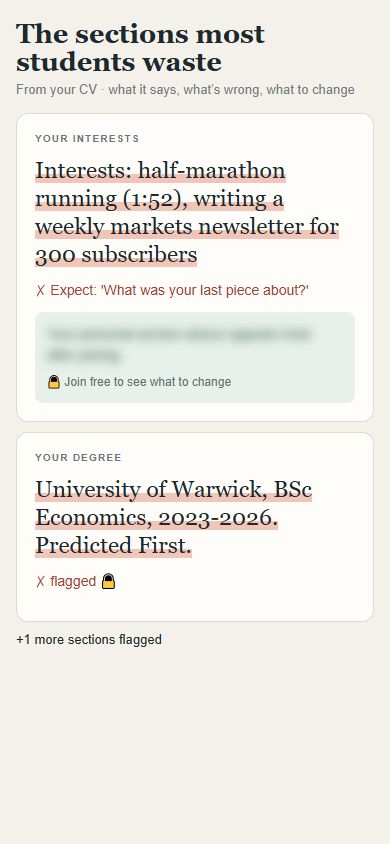 The sections most
students waste
From your CV · what it says, what's wrong, what to change
YOUR INTERESTS
Interests: half-marathon
running (1:52), writing a
weekly markets newsletter for
300 subscribers
✗ Expect: 'What was your last piece about?'
🔒 Join free to see what to change
YOUR DEGREE
University of Warwick, BSc
Economics, 2023-2026.
Predicted First.
✗ flagged 🔒
+1 more sections flagged